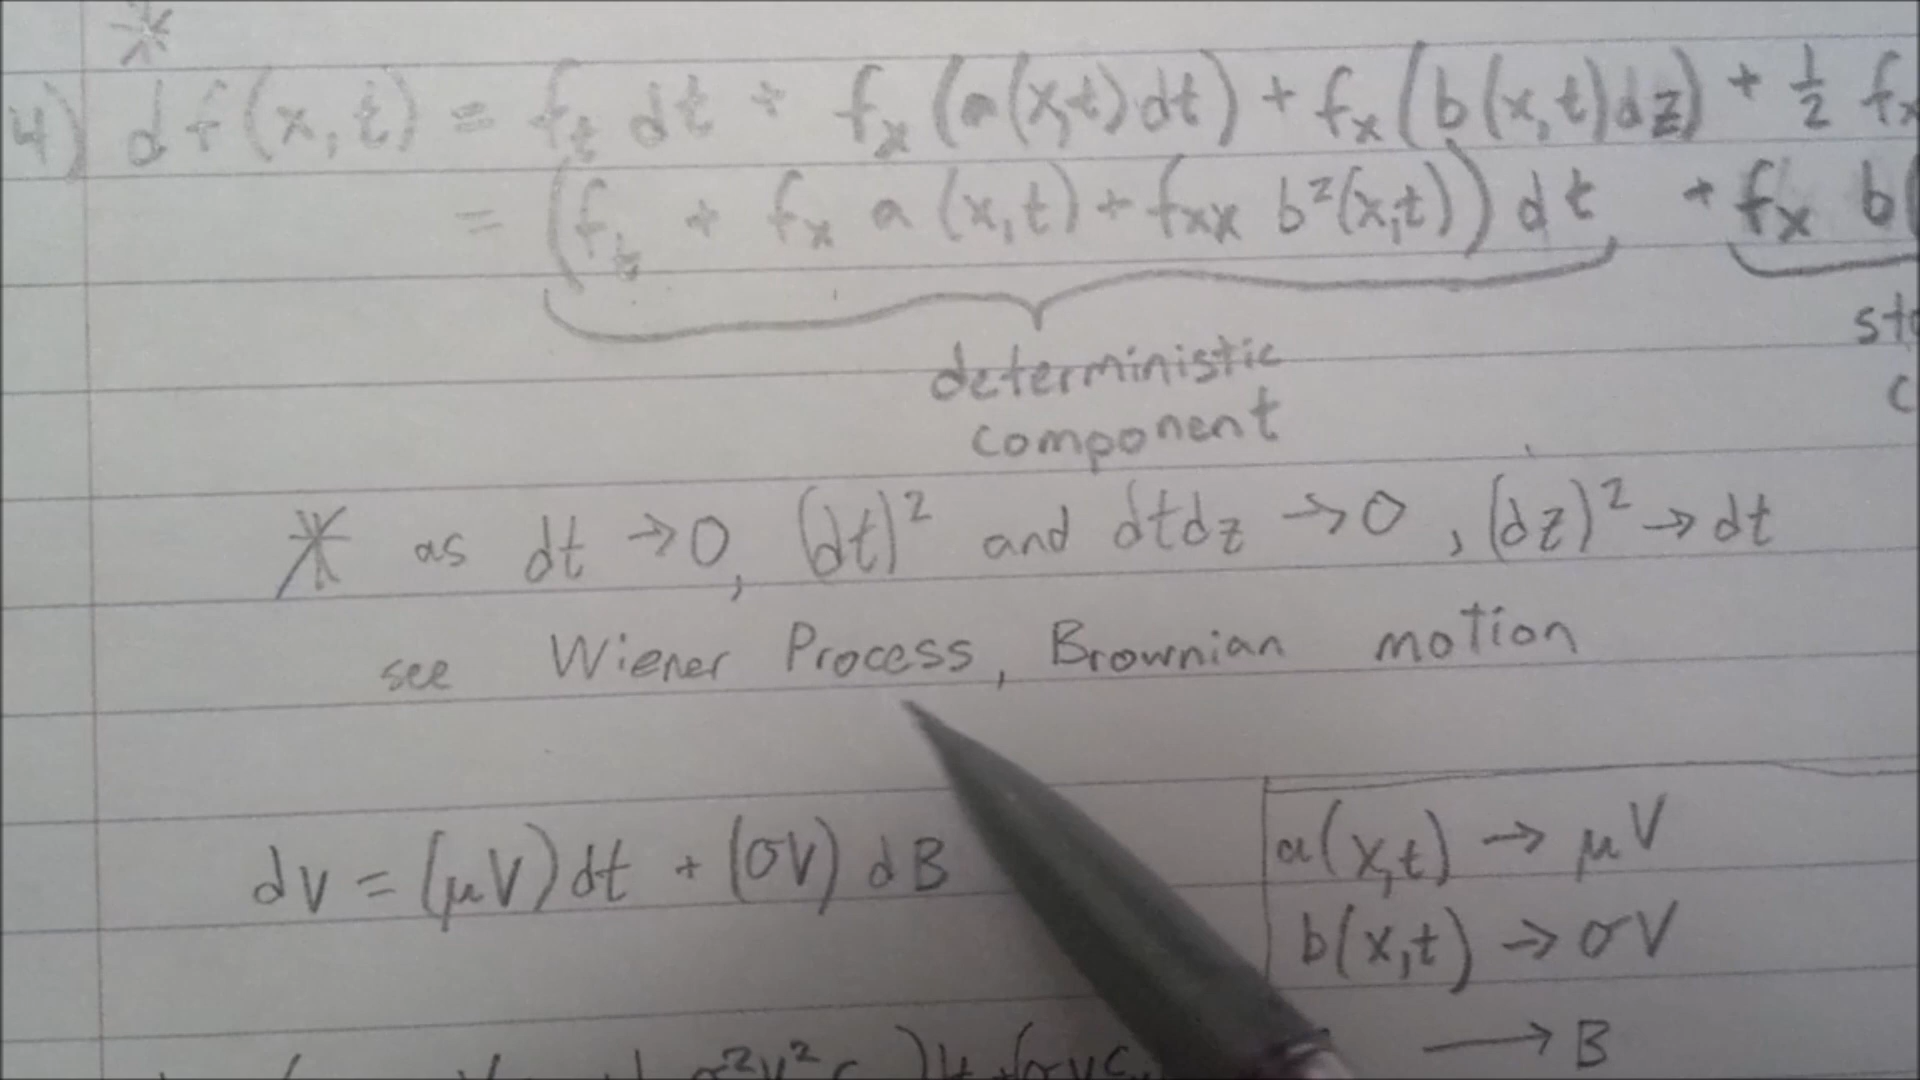 *
4) df(x,t) = f_t dt + f_x (a(x,t)dt) + f_x (b(x,t)dz) + 1/2 f_x
= (f_t + f_x a (x,t) + f_xx b²(x,t)) dt + f_x b(
deterministic
component
* as dt → 0, (dt)² and dtdz → 0, (dz)² → dt
see Wiener Process, Brownian motion
dV = (μV)dt + (σV) dB
a(x,t) → μV
b(x,t) → σV
→ B